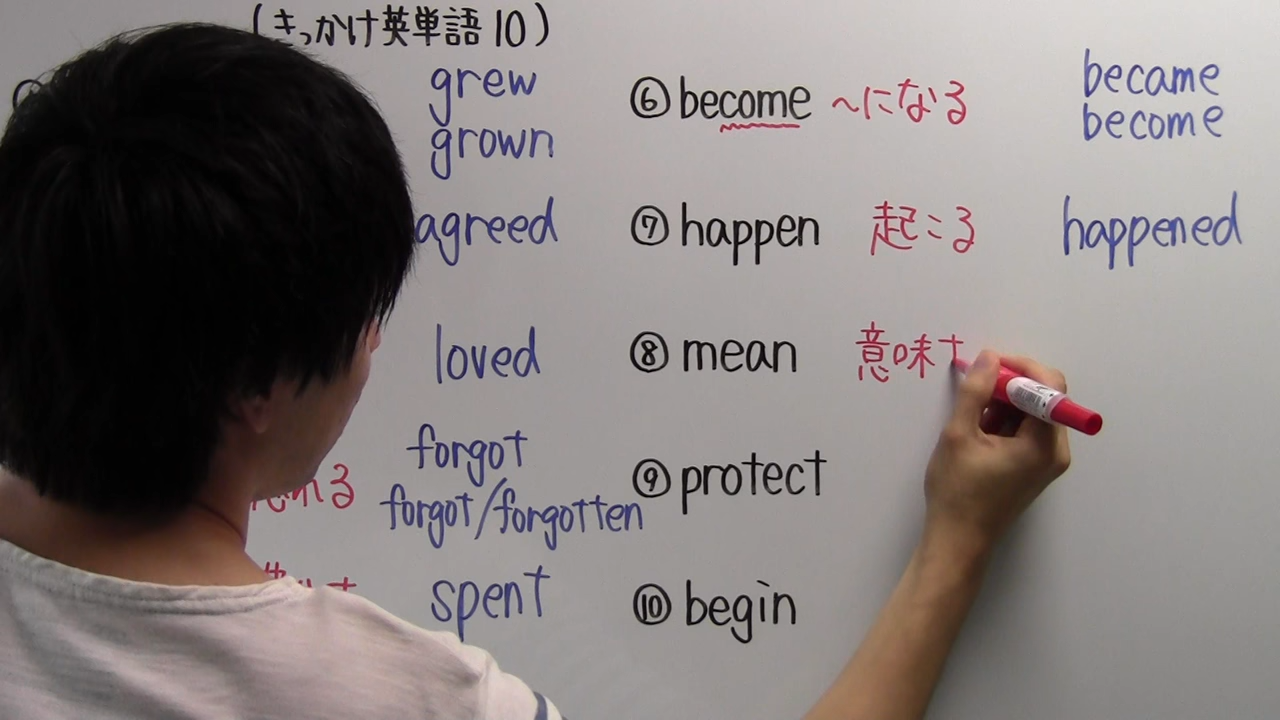 (きっかけ英単語10)
grew
grown
agreed
loved
れる
forgot
forgot/forgotten
spent
⑥ become ~になる became
become
⑦ happen 起こる happened
⑧ mean 意味す
⑨ protect
⑩ begin